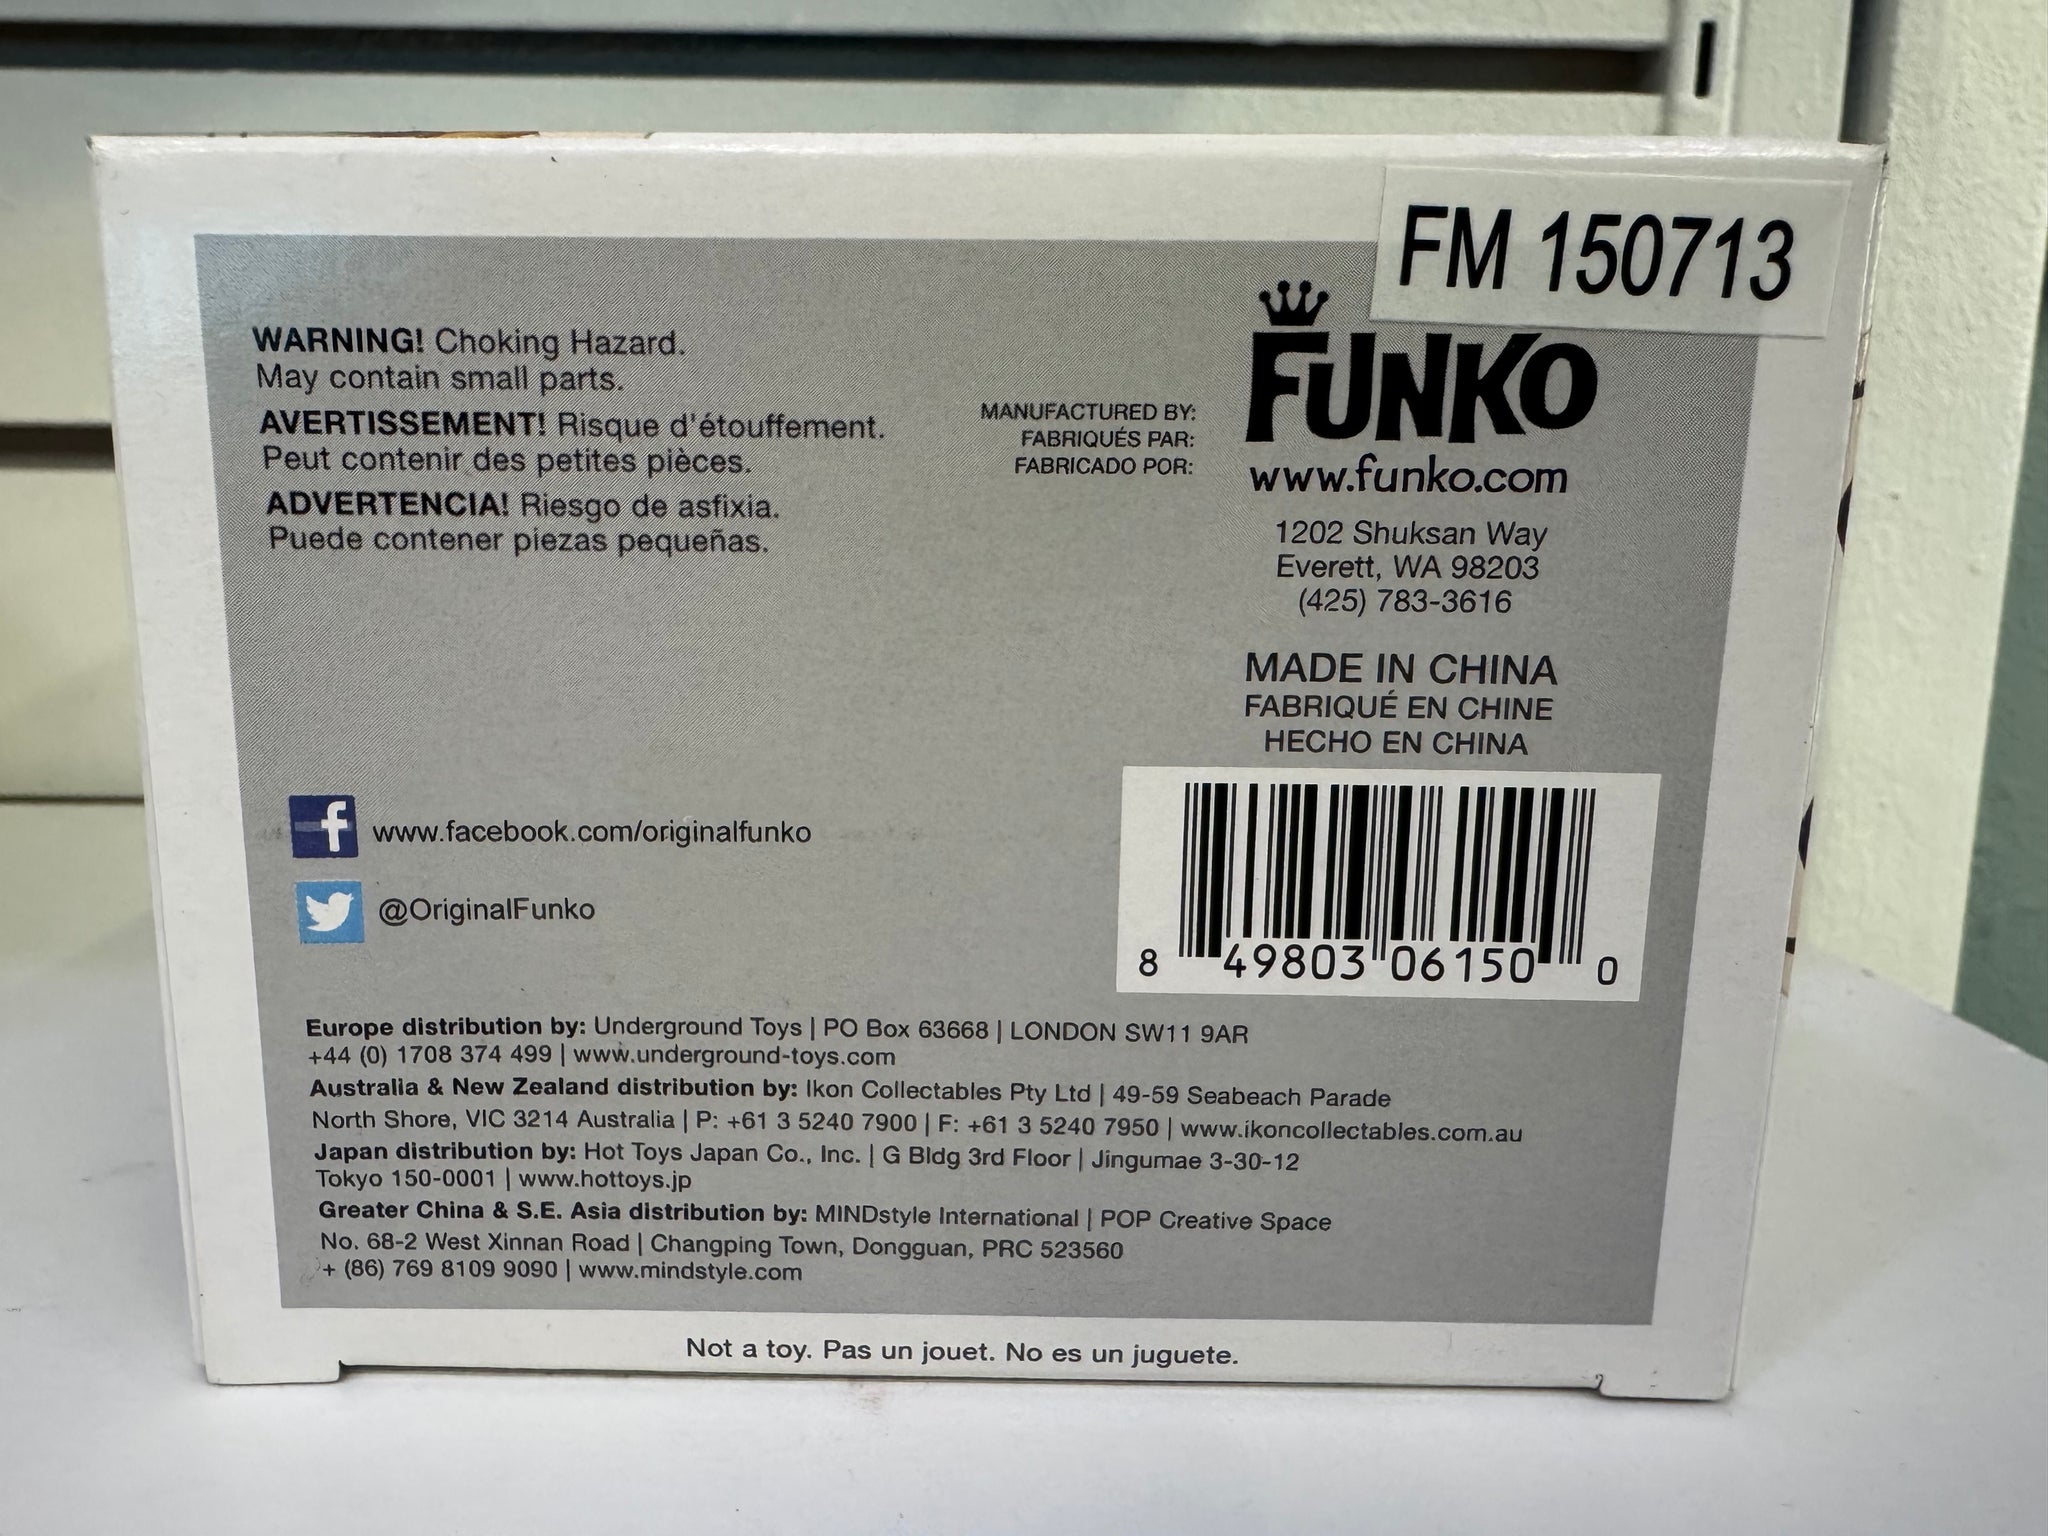 FM 150713
WARNING! Choking Hazard.
May contain small parts.
AVERTISSEMENT! Risque d'étouffement.
Peut contenir des petites pièces.
ADVERTENCIA! Riesgo de asfixia.
Puede contener piezas pequeñas.
MANUFACTURED BY:
FABRIQUÉS PAR:
FABRICADO POR:
FUNKO
www.funko.com
1202 Shuksan Way
Everett, WA 98203
(425) 783-3616
MADE IN CHINA
FABRIQUÉ EN CHINE
HECHO EN CHINA
f www.facebook.com/originalfunko
@OriginalFunko
8 49803 06150 0
Europe distribution by: Underground Toys | PO Box 63668 | LONDON SW11 9AR
+44 (0) 1708 374 499 | www.underground-toys.com
Australia & New Zealand distribution by: Ikon Collectables Pty Ltd | 49-59 Seabeach Parade
North Shore, VIC 3214 Australia | P: +61 3 5240 7900 | F: +61 3 5240 7950 | www.ikoncollectables.com.au
Japan distribution by: Hot Toys Japan Co., Inc. | G Bldg 3rd Floor | Jingumae 3-30-12
Tokyo 150-0001 | www.hottoys.jp
Greater China & S.E. Asia distribution by: MINDstyle International | POP Creative Space
No. 68-2 West Xinnan Road | Changping Town, Dongguan, PRC 523560
+ (86) 769 8109 9090 | www.mindstyle.com
Not a toy. Pas un jouet. No es un juguete.